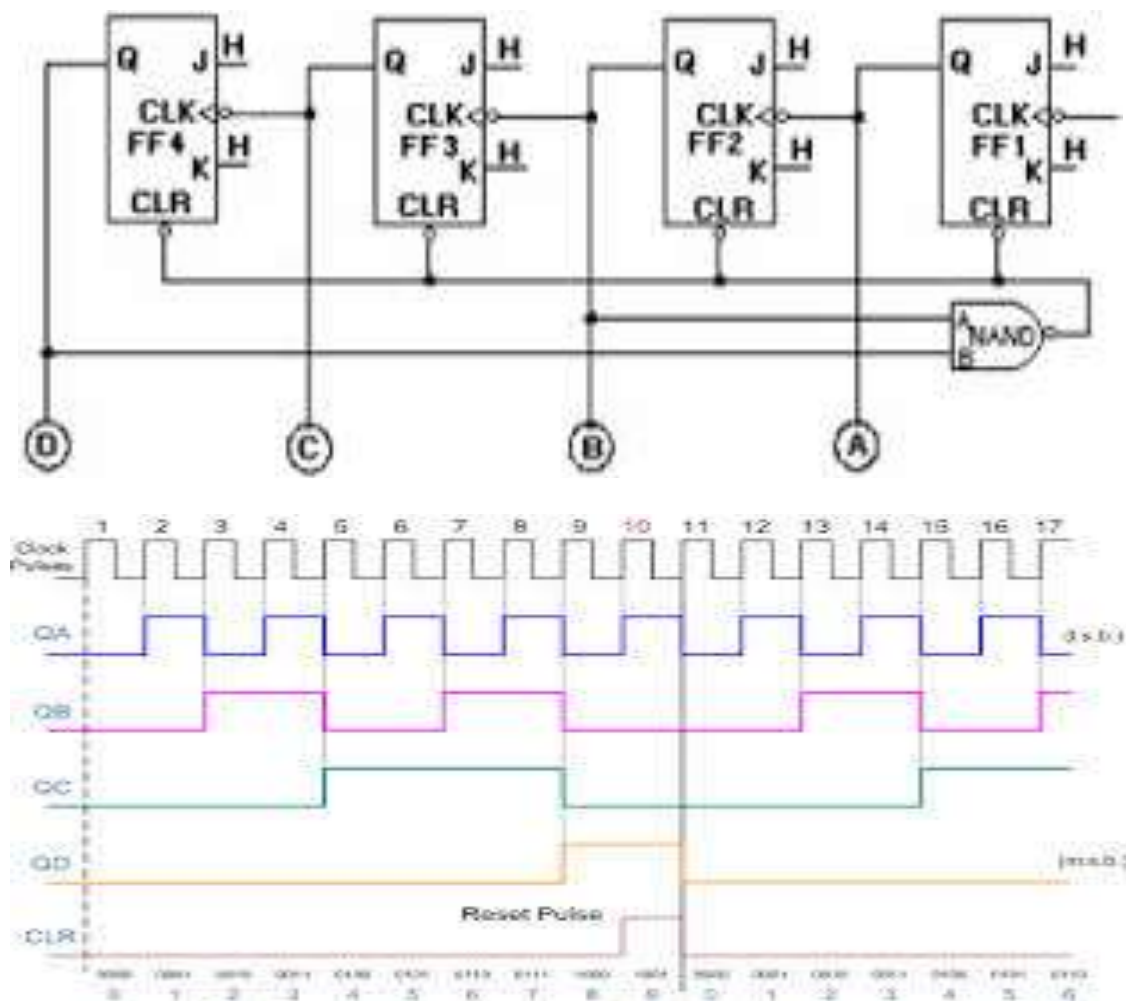 Q J H Q J H Q J H Q J H
CLK CLK CLK CLK
FF4 H FF3 H FF2 H FF1 H
K K K K
CLR CLR CLR CLR
A
NAND
B
D C B A
1 2 3 4 5 6 7 8 9 10 11 12 13 14 15 16 17
Clock
Pulses
QA
QB
QC
QD
Reset Pulse
CLR
0 1 2 3 4 5 6 7 8 9 0 1 2 3 4 5